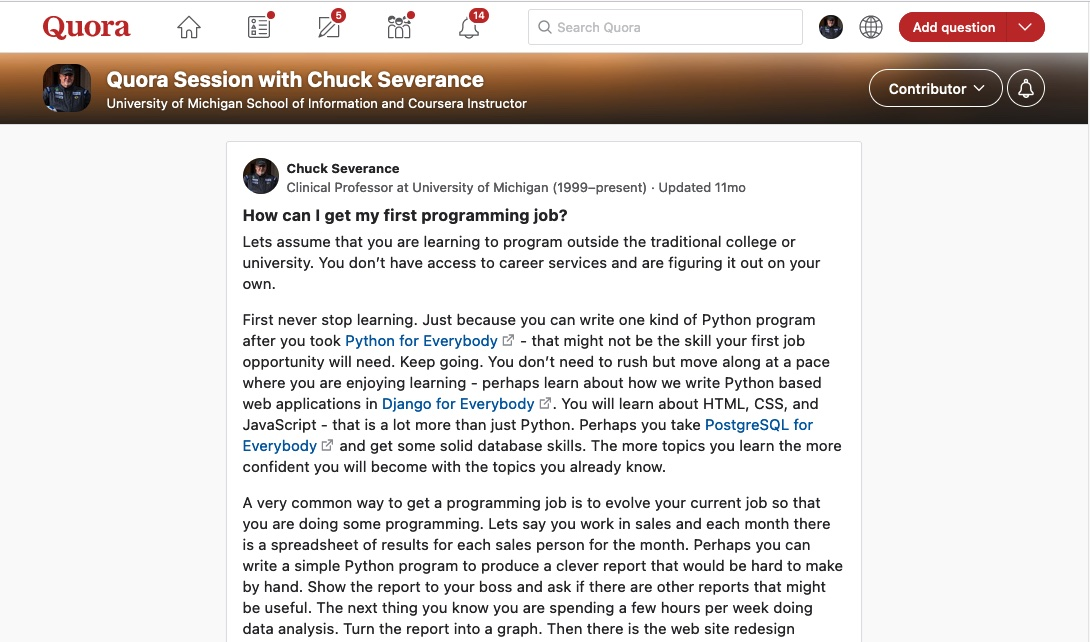 Quora
5
14
Search Quora
Add question
Quora Session with Chuck Severance
University of Michigan School of Information and Coursera Instructor
Contributor
Chuck Severance
Clinical Professor at University of Michigan (1999–present) · Updated 11mo
How can I get my first programming job?
Lets assume that you are learning to program outside the traditional college or
university. You don’t have access to career services and are figuring it out on your
own.
First never stop learning. Just because you can write one kind of Python program
after you took Python for Everybody - that might not be the skill your first job
opportunity will need. Keep going. You don’t need to rush but move along at a pace
where you are enjoying learning - perhaps learn about how we write Python based
web applications in Django for Everybody. You will learn about HTML, CSS, and
JavaScript - that is a lot more than just Python. Perhaps you take PostgreSQL for
Everybody and get some solid database skills. The more topics you learn the more
confident you will become with the topics you already know.
A very common way to get a programming job is to evolve your current job so that
you are doing some programming. Lets say you work in sales and each month there
is a spreadsheet of results for each sales person for the month. Perhaps you can
write a simple Python program to produce a clever report that would be hard to make
by hand. Show the report to your boss and ask if there are other reports that might
be useful. The next thing you know you are spending a few hours per week doing
data analysis. Turn the report into a graph. Then there is the web site redesign